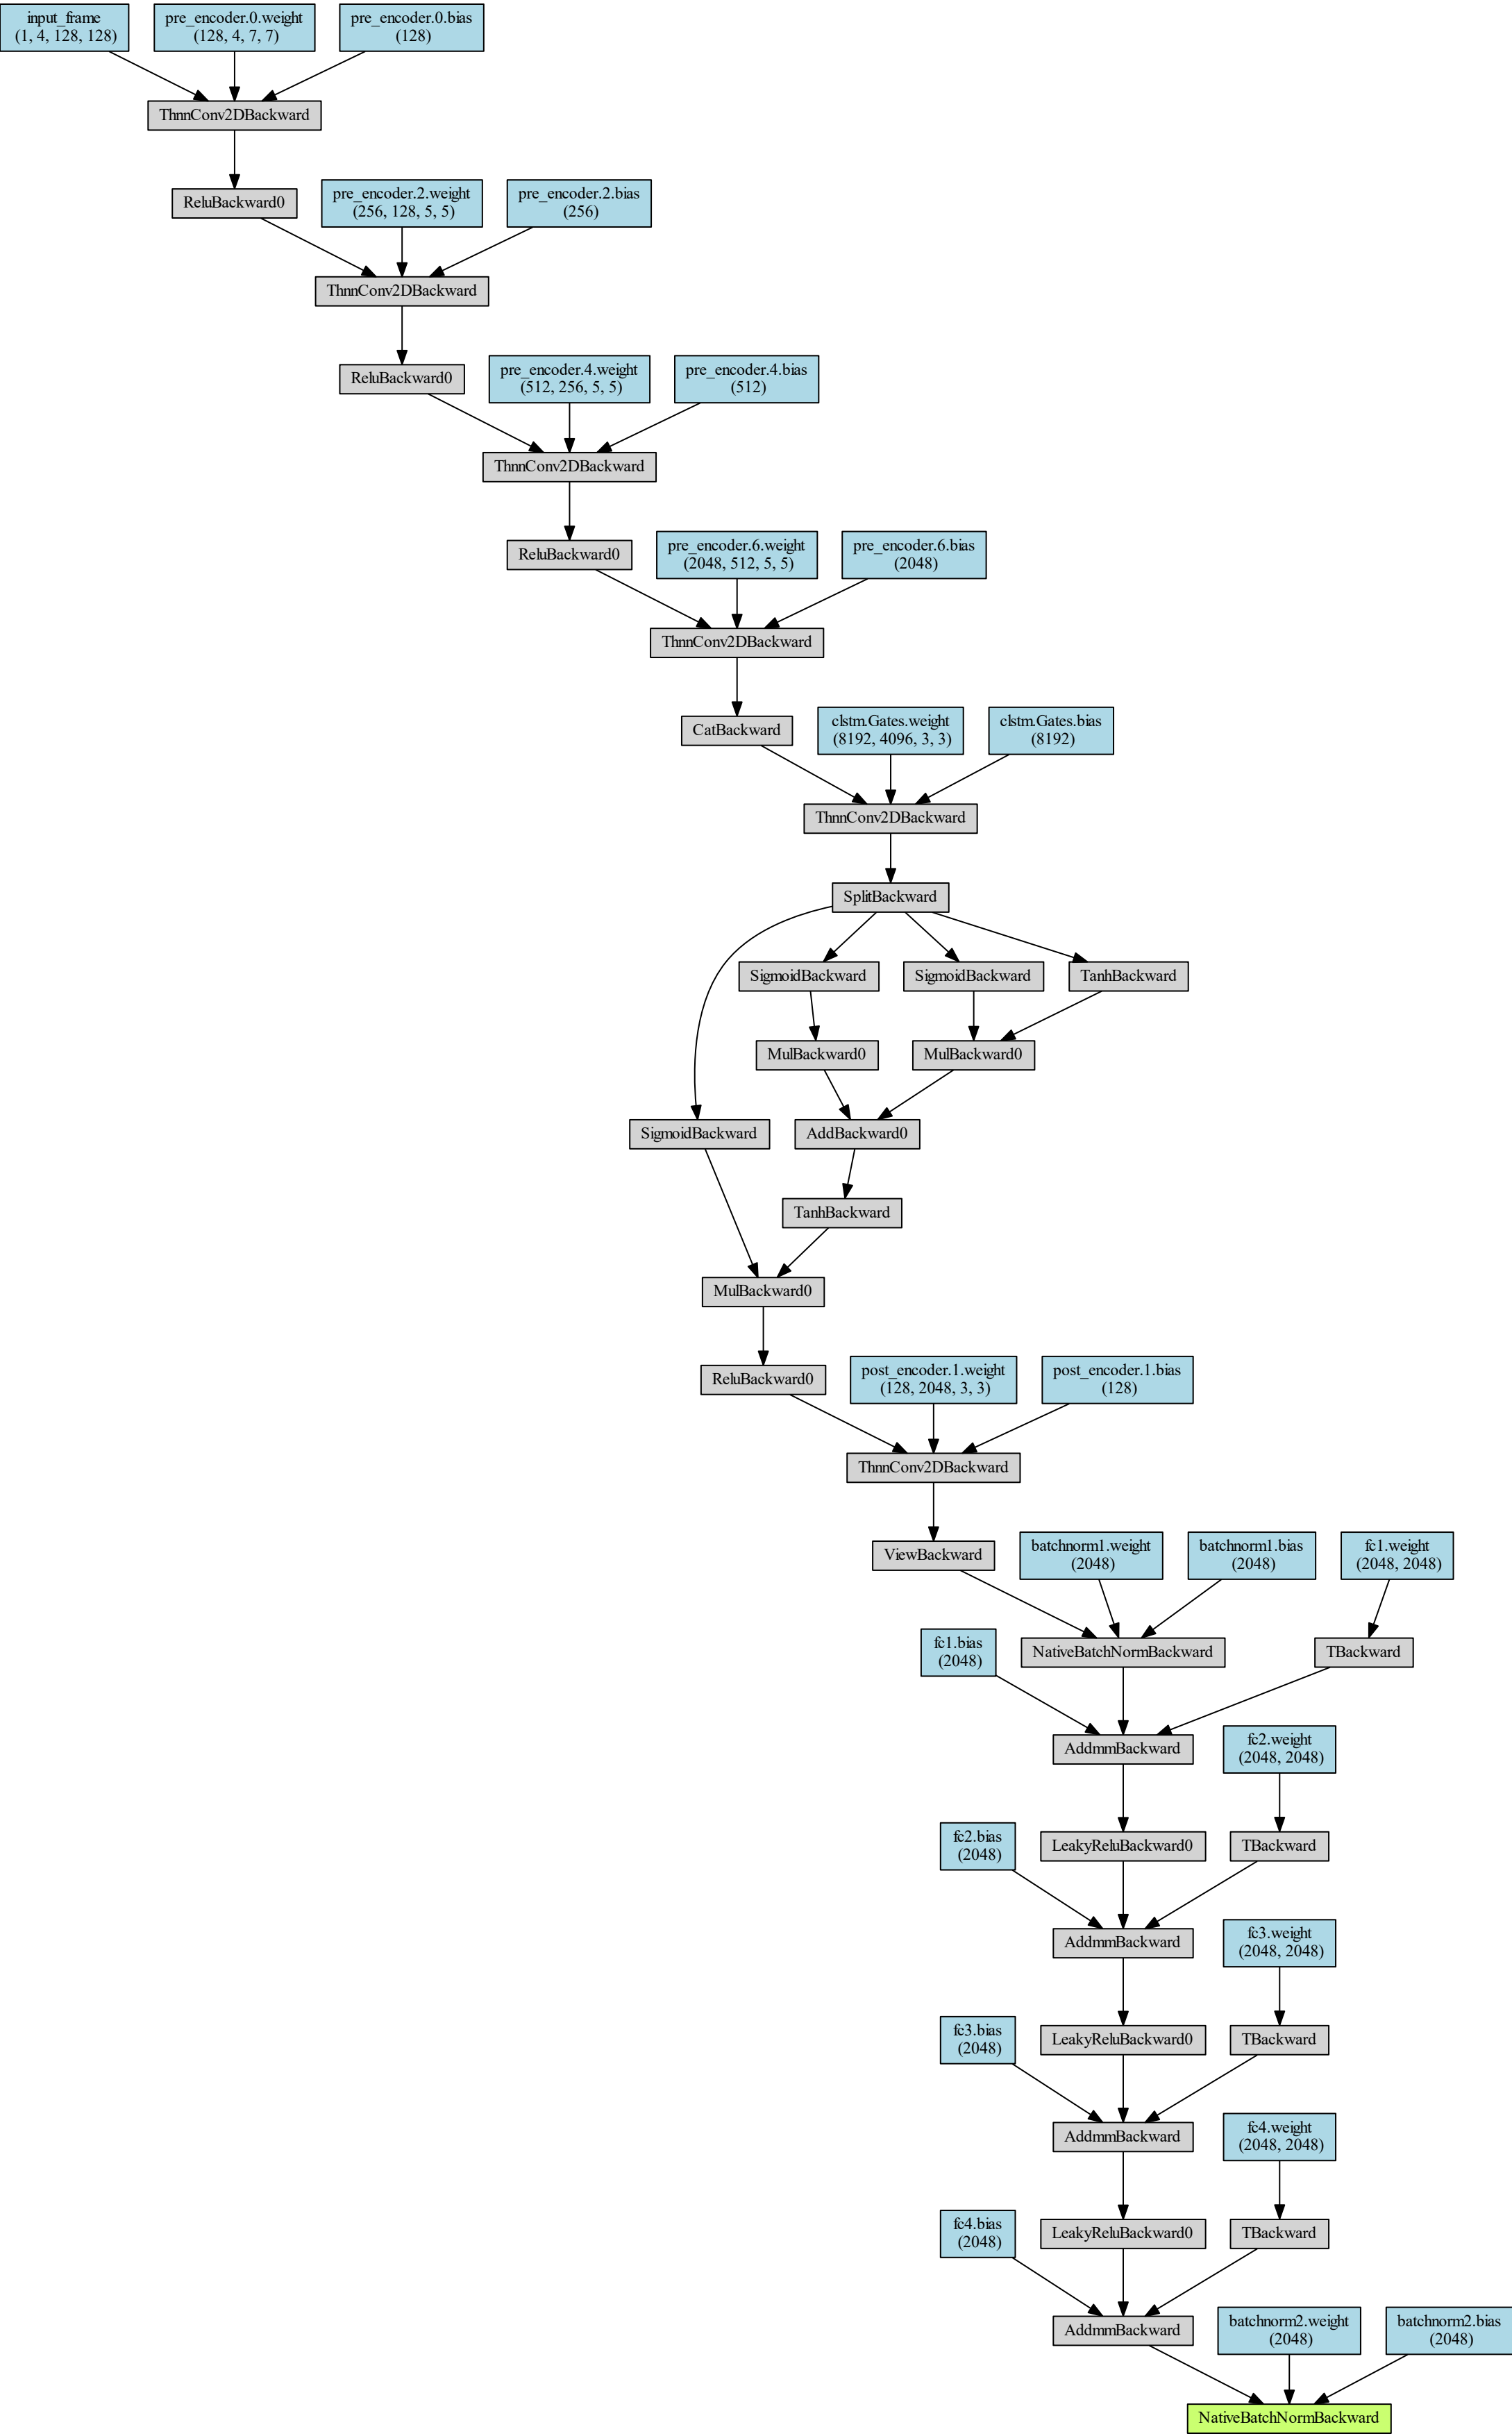 input_frame
(1, 4, 128, 128)
pre_encoder.0.weight
(128, 4, 7, 7)
pre_encoder.0.bias
(128)
ThnnConv2DBackward
ReluBackward0
pre_encoder.2.weight
(256, 128, 5, 5)
pre_encoder.2.bias
(256)
ThnnConv2DBackward
ReluBackward0
pre_encoder.4.weight
(512, 256, 5, 5)
pre_encoder.4.bias
(512)
ThnnConv2DBackward
ReluBackward0
pre_encoder.6.weight
(2048, 512, 5, 5)
pre_encoder.6.bias
(2048)
ThnnConv2DBackward
CatBackward
clstm.Gates.weight
(8192, 4096, 3, 3)
clstm.Gates.bias
(8192)
ThnnConv2DBackward
SplitBackward
SigmoidBackward
SigmoidBackward
TanhBackward
MulBackward0
MulBackward0
SigmoidBackward
AddBackward0
TanhBackward
MulBackward0
ReluBackward0
post_encoder.1.weight
(128, 2048, 3, 3)
post_encoder.1.bias
(128)
ThnnConv2DBackward
ViewBackward
batchnorm1.weight
(2048)
batchnorm1.bias
(2048)
fc1.weight
(2048, 2048)
fc1.bias
(2048)
NativeBatchNormBackward
TBackward
AddmmBackward
fc2.weight
(2048, 2048)
fc2.bias
(2048)
LeakyReluBackward0
TBackward
AddmmBackward
fc3.weight
(2048, 2048)
fc3.bias
(2048)
LeakyReluBackward0
TBackward
AddmmBackward
fc4.weight
(2048, 2048)
fc4.bias
(2048)
LeakyReluBackward0
TBackward
AddmmBackward
batchnorm2.weight
(2048)
batchnorm2.bias
(2048)
NativeBatchNormBackward